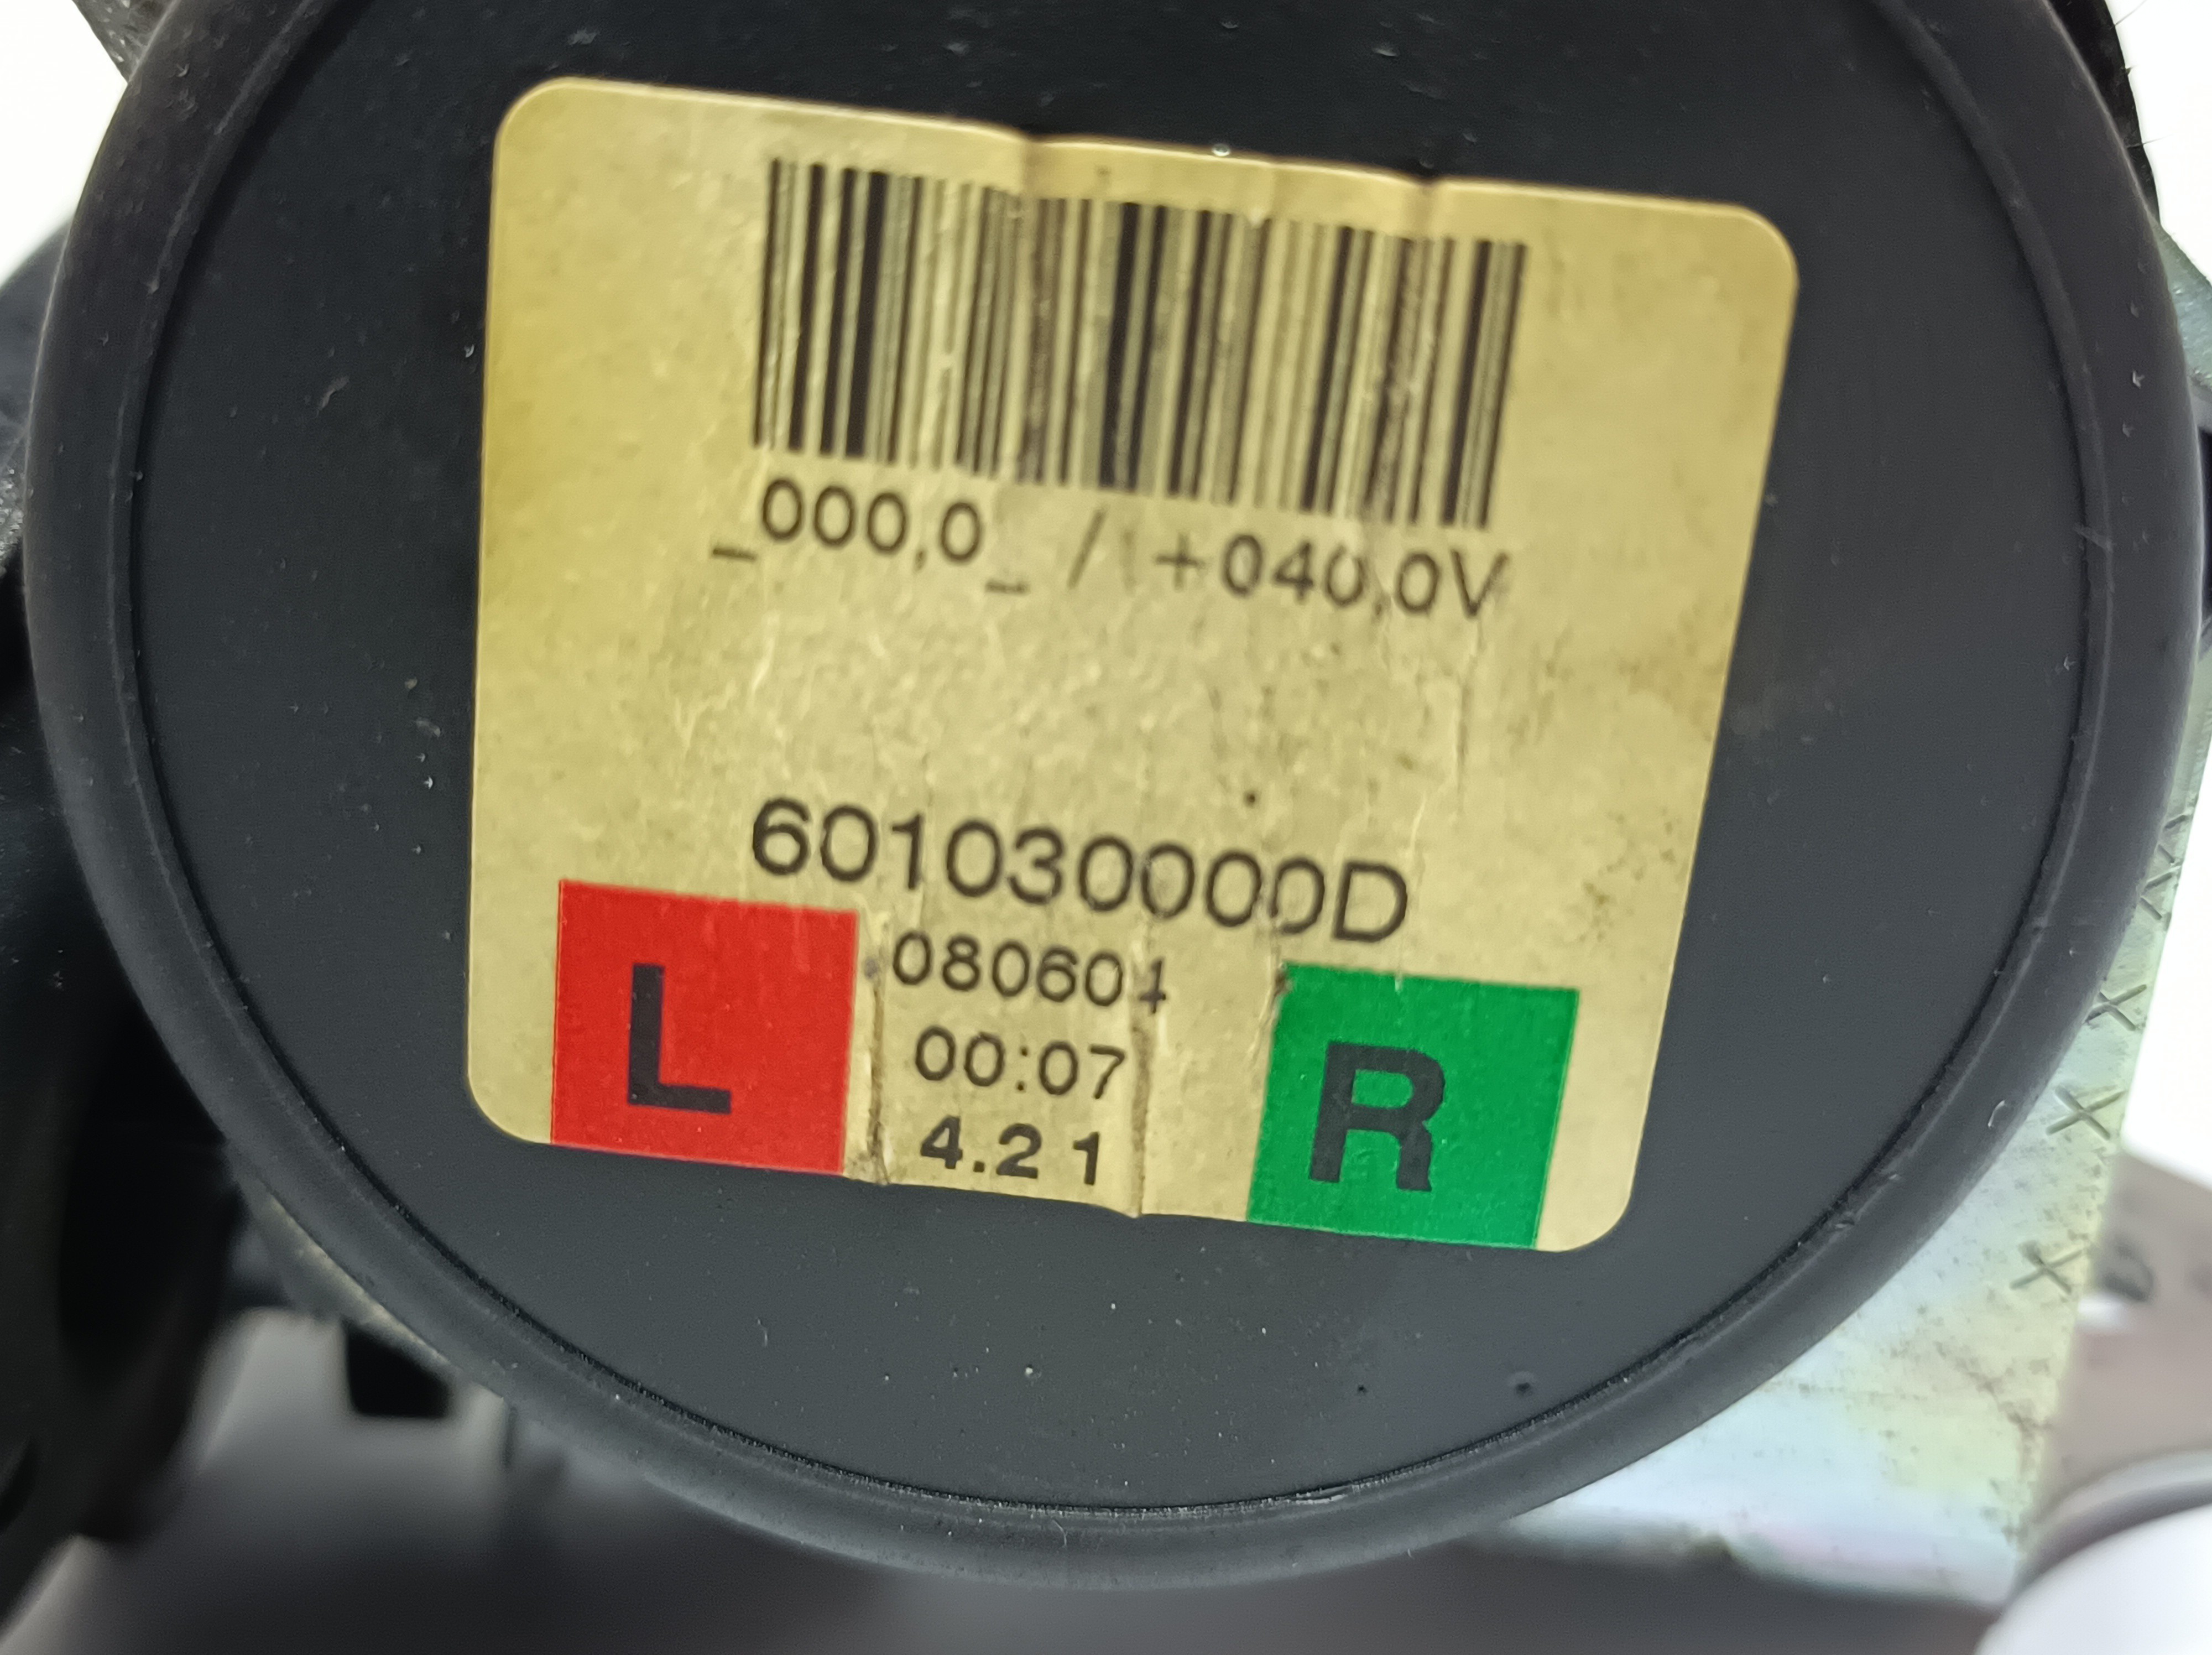 _000,0_ / +040,0V
601030000D
080604
00:07
4.21
L
R